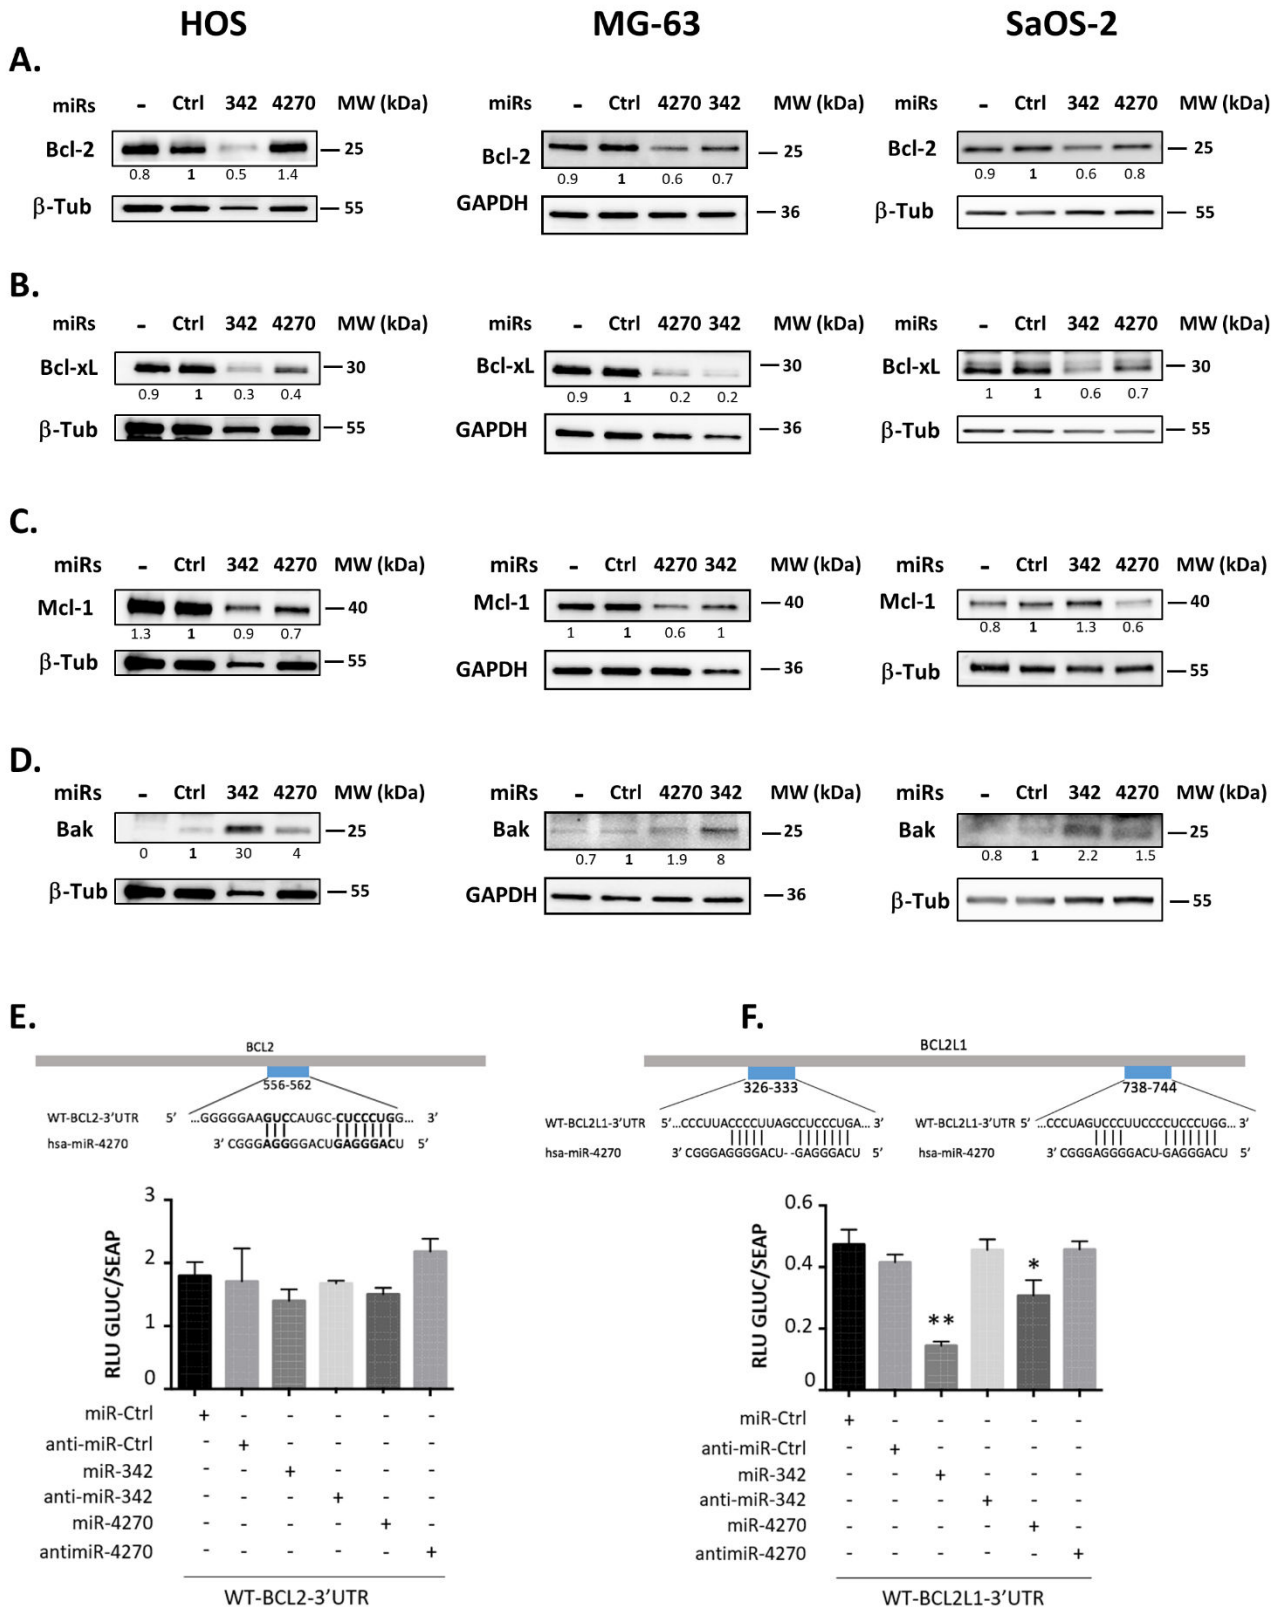 HOS MG-63 SaOS-2
A.
miRs - Ctrl 342 4270 MW (kDa) miRs - Ctrl 4270 342 MW (kDa) miRs - Ctrl 342 4270 MW (kDa)
Bcl-2 — 25 Bcl-2 — 25 Bcl-2 — 25
0.8 1 0.5 1.4 0.9 1 0.6 0.7 0.9 1 0.6 0.8
β-Tub — 55 GAPDH — 36 β-Tub — 55
B.
miRs - Ctrl 342 4270 MW (kDa) miRs - Ctrl 4270 342 MW (kDa) miRs - Ctrl 342 4270 MW (kDa)
Bcl-xL — 30 Bcl-xL — 30 Bcl-xL — 30
0.9 1 0.3 0.4 0.9 1 0.2 0.2 1 1 0.6 0.7
β-Tub — 55 GAPDH — 36 β-Tub — 55
C.
miRs - Ctrl 342 4270 MW (kDa) miRs - Ctrl 4270 342 MW (kDa) miRs - Ctrl 342 4270 MW (kDa)
Mcl-1 — 40 Mcl-1 — 40 Mcl-1 — 40
1.3 1 0.9 0.7 1 1 0.6 1 0.8 1 1.3 0.6
β-Tub — 55 GAPDH — 36 β-Tub — 55
D.
miRs - Ctrl 342 4270 MW (kDa) miRs - Ctrl 4270 342 MW (kDa) miRs - Ctrl 342 4270 MW (kDa)
Bak — 25 Bak — 25 Bak — 25
0 1 30 4 0.7 1 1.9 8 0.8 1 2.2 1.5
β-Tub — 55 GAPDH — 36 β-Tub — 55
E.
BCL2
556-562
WT-BCL2-3’UTR 5’ ...GGGGGAAGUCCAUGC-CUCCCUGG... 3’
hsa-miR-4270 3’ CGGGAGGGGACUGAGGGACU 5’
3
2
1
0
RLU GLUC/SEAP
miR-Ctrl + - - - - -
anti-miR-Ctrl - + - - - -
miR-342 - - + - - -
anti-miR-342 - - - + - -
miR-4270 - - - - + -
antimiR-4270 - - - - - +
WT-BCL2-3’UTR
F.
BCL2L1
326-333 738-744
WT-BCL2L1-3’UTR 5’...CCCUUACCCCUUAGCCUCCCUGA... 3’ WT-BCL2L1-3’UTR 5’ ...CCCUAGUCCCUUCCCCUCCCUGG... 3’
hsa-miR-4270 3’ CGGGAGGGGACU--GAGGGACU 5’ hsa-miR-4270 3’ CGGGAGGGGACU-GAGGGACU 5’
0.6
0.4
0.2
0
RLU GLUC/SEAP
** *
miR-Ctrl + - - - - -
anti-miR-Ctrl - + - - - -
miR-342 - - + - - -
anti-miR-342 - - - + - -
miR-4270 - - - - + -
antimiR-4270 - - - - - +
WT-BCL2L1-3’UTR